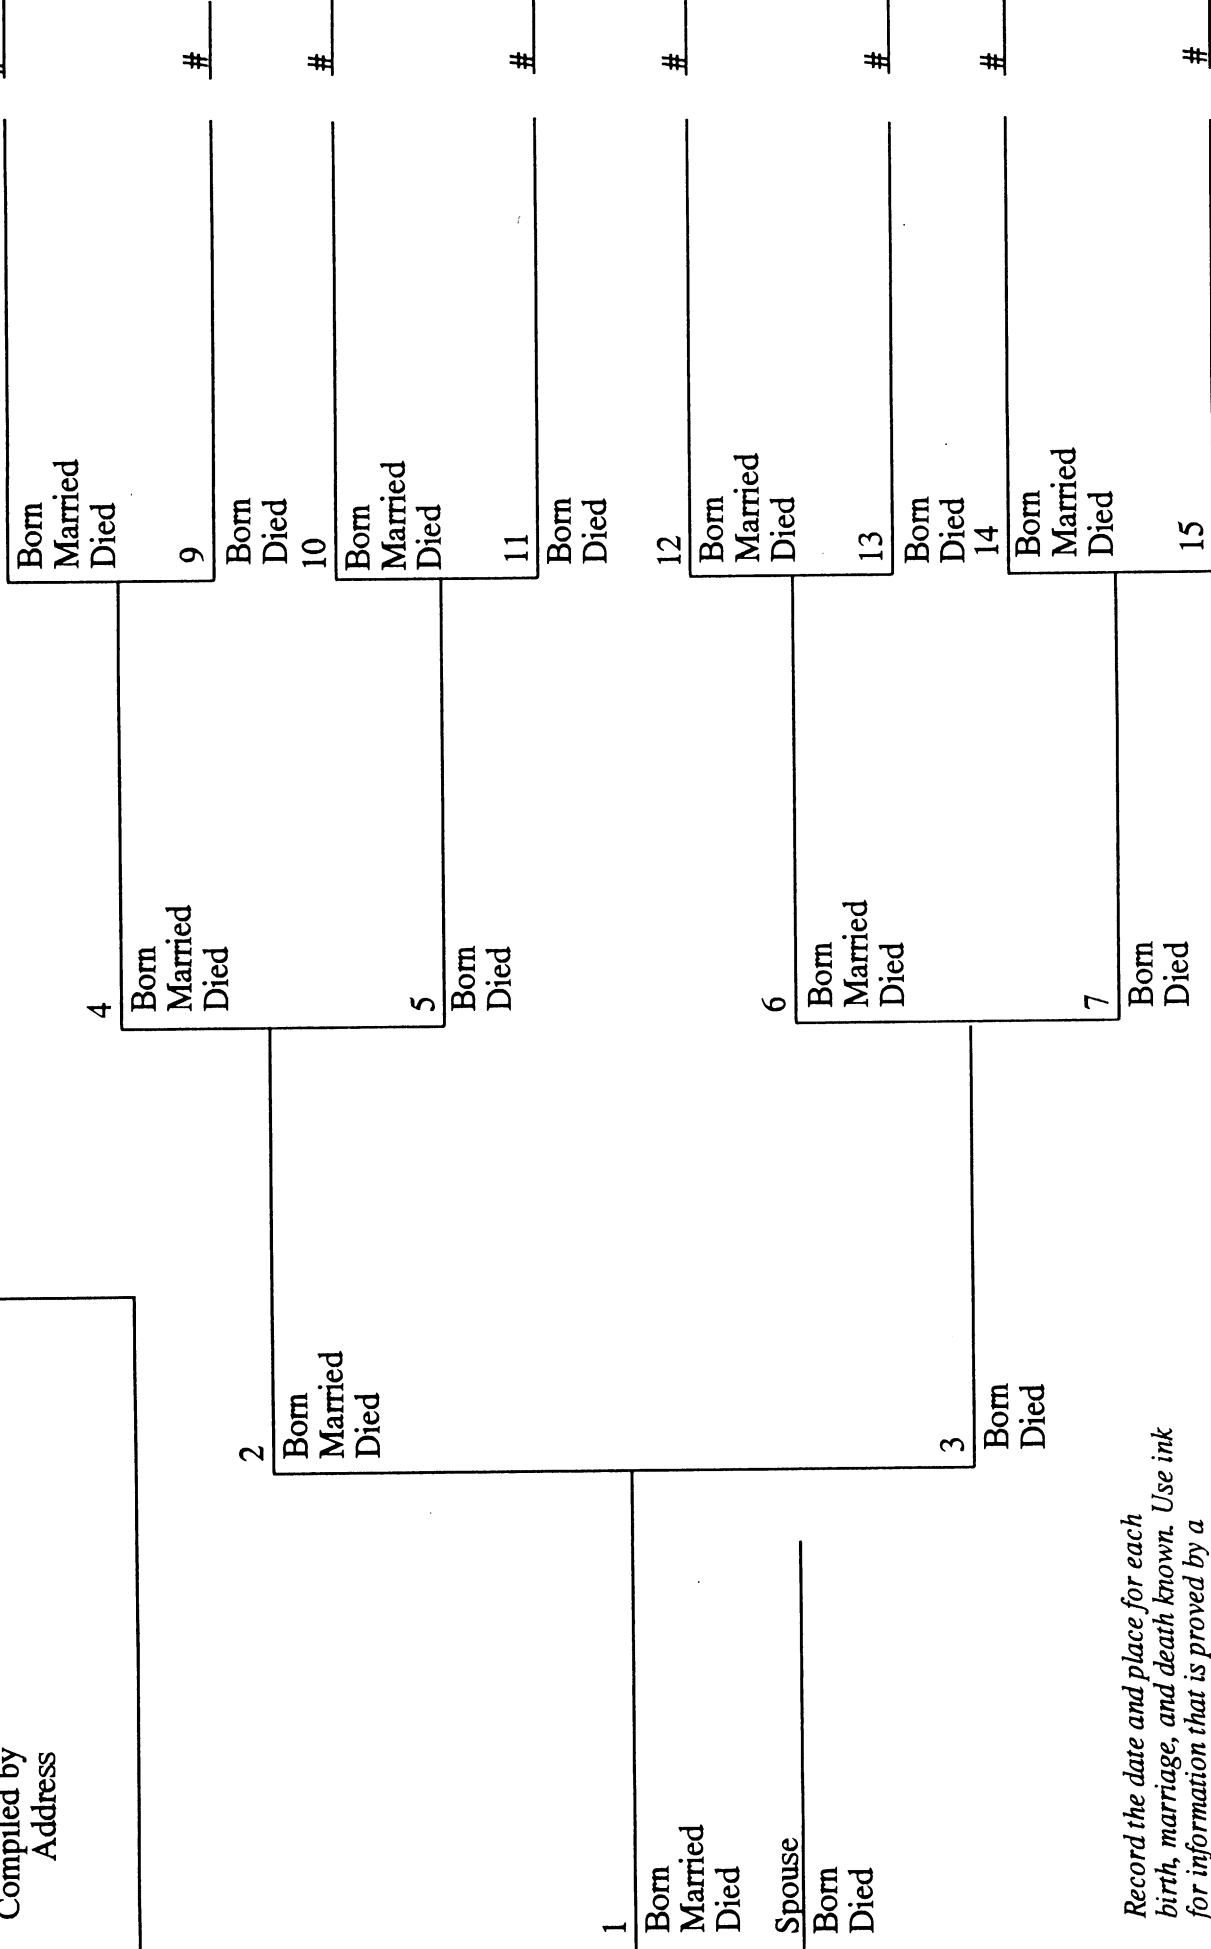 Compiled by
Address
1
Born
Married
Died
Spouse
Born
Died
2
Born
Married
Died
3
Born
Died
4
Born
Married
Died
5
Born
Died
6
Born
Married
Died
7
Born
Died
Born
Married
Died
9
Born
Died
10
Born
Married
Died
11
Born
Died
12
Born
Married
Died
13
Born
Died
14
Born
Married
Died
15
#
#
#
#
#
#
#
Record the date and place for each
birth, marriage, and death known. Use ink
for information that is proved by a